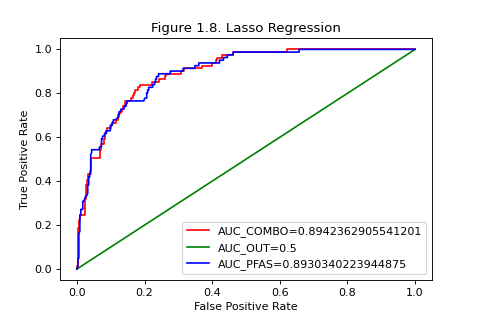 Figure 1.8. Lasso Regression
True Positive Rate
1.0
0.8
0.6
0.4
0.2
0.0
AUC_COMBO=0.8942362905541201
AUC_OUT=0.5
AUC_PFAS=0.8930340223944875
0.0 0.2 0.4 0.6 0.8 1.0
False Positive Rate